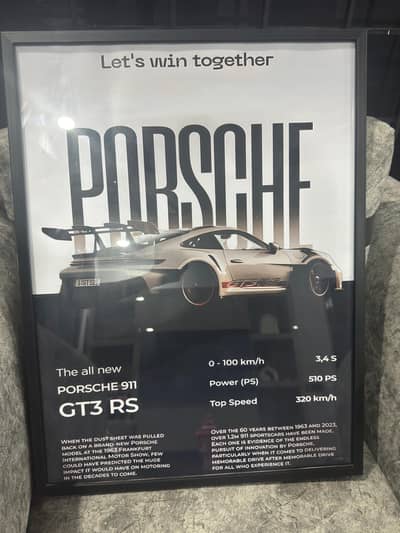 Let's win together
PORSCHE
GT3 RS
The all new
PORSCHE 911
GT3 RS
0 - 100 km/h 3,4 S
Power (PS) 510 PS
Top Speed 320 km/h
WHEN THE DUST SHEET WAS PULLED
BACK ON A BRAND-NEW PORSCHE
MODEL AT THE 1963 FRANKFURT
INTERNATIONAL MOTOR SHOW, FEW
COULD HAVE PREDICTED THE HUGE
IMPACT IT WOULD HAVE ON MOTORING
IN THE DECADES TO COME.
OVER THE 60 YEARS BETWEEN 1963 AND 2023,
OVER 1.2M 911 SPORTSCARS HAVE BEEN MADE.
EACH ONE IS EVIDENCE OF THE ENDLESS
PURSUIT OF INNOVATION BY PORSCHE,
PARTICULARLY WHEN IT COMES TO DELIVERING
MEMORABLE DRIVE AFTER MEMORABLE DRIVE
FOR ALL WHO EXPERIENCE IT.